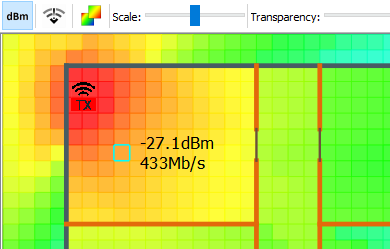 dBm Scale: Transparency:
TX
-27.1dBm
433Mb/s